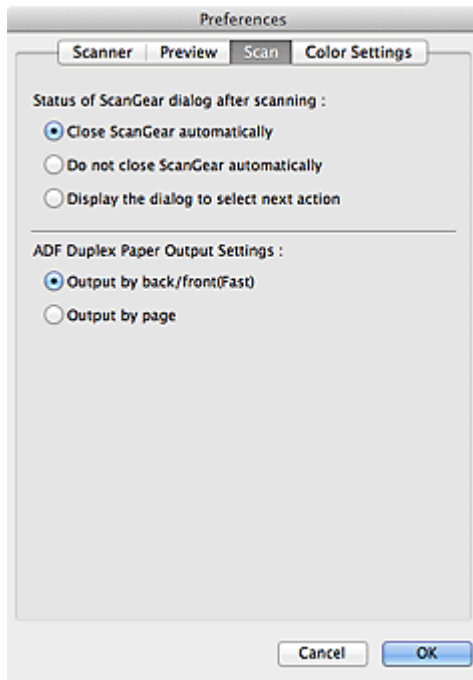 Preferences
Scanner Preview Scan Color Settings
Status of ScanGear dialog after scanning :
Close ScanGear automatically
Do not close ScanGear automatically
Display the dialog to select next action
ADF Duplex Paper Output Settings :
Output by back/front(Fast)
Output by page
Cancel OK